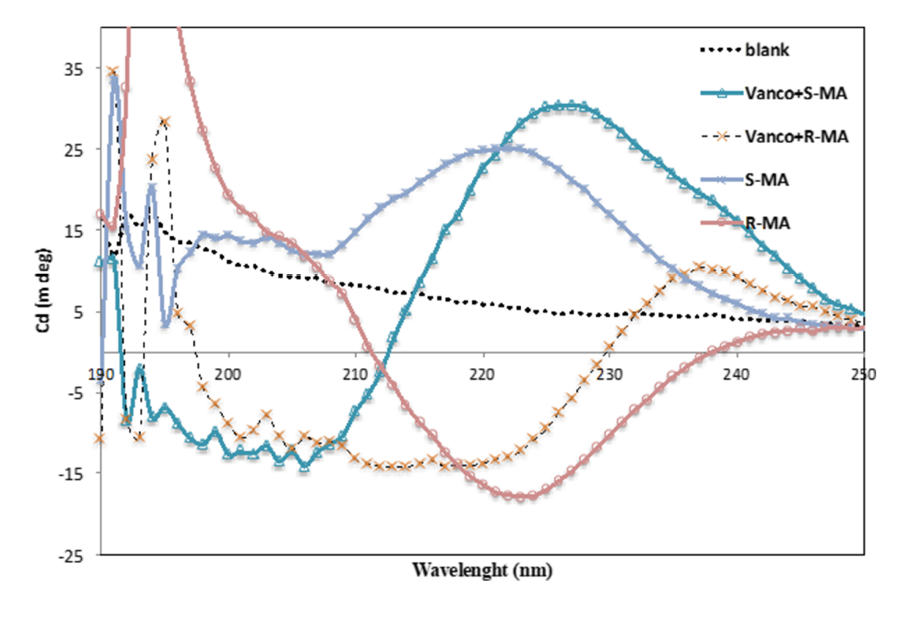 35
25
15
5
-5
-15
-25
Cd (m deg)
190 200 210 220 230 240 250
Wavelenght (nm)
blank
Vanco+S-MA
Vanco+R-MA
S-MA
R-MA